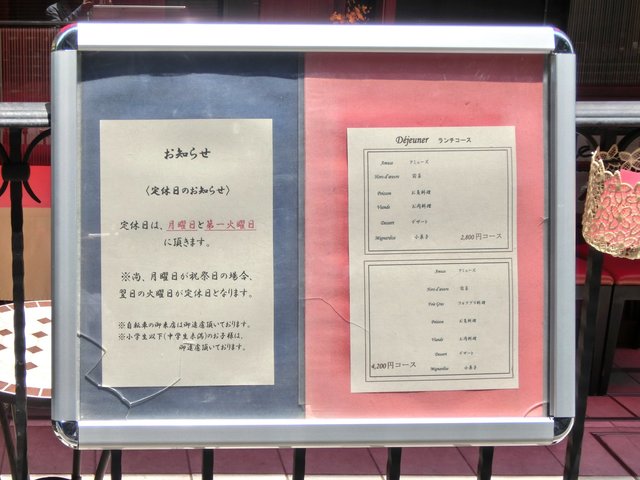 お知らせ
〈定休日のお知らせ〉
定休日は、月曜日と第一火曜日
に頂きます。
※尚、月曜日が祝祭日の場合、
翌日の火曜日が定休日となります。
※自転車の御来店は御遠慮頂いております。
※小学生以下(中学生未満)のお子様は、
御遠慮頂いております。
Déjeuner ランチコース
Amuse アミューズ
Hors-d'œuvre 前菜
Poisson お魚料理
Viande お肉料理
Dessert デザート
Mignardise 小菓子 2,800円コース
Amuse アミューズ
Hors-d'œuvre 前菜
Foie Gras フォアグラ料理
Poisson お魚料理
Viande お肉料理
Dessert デザート
4,200円コース Mignardise 小菓子